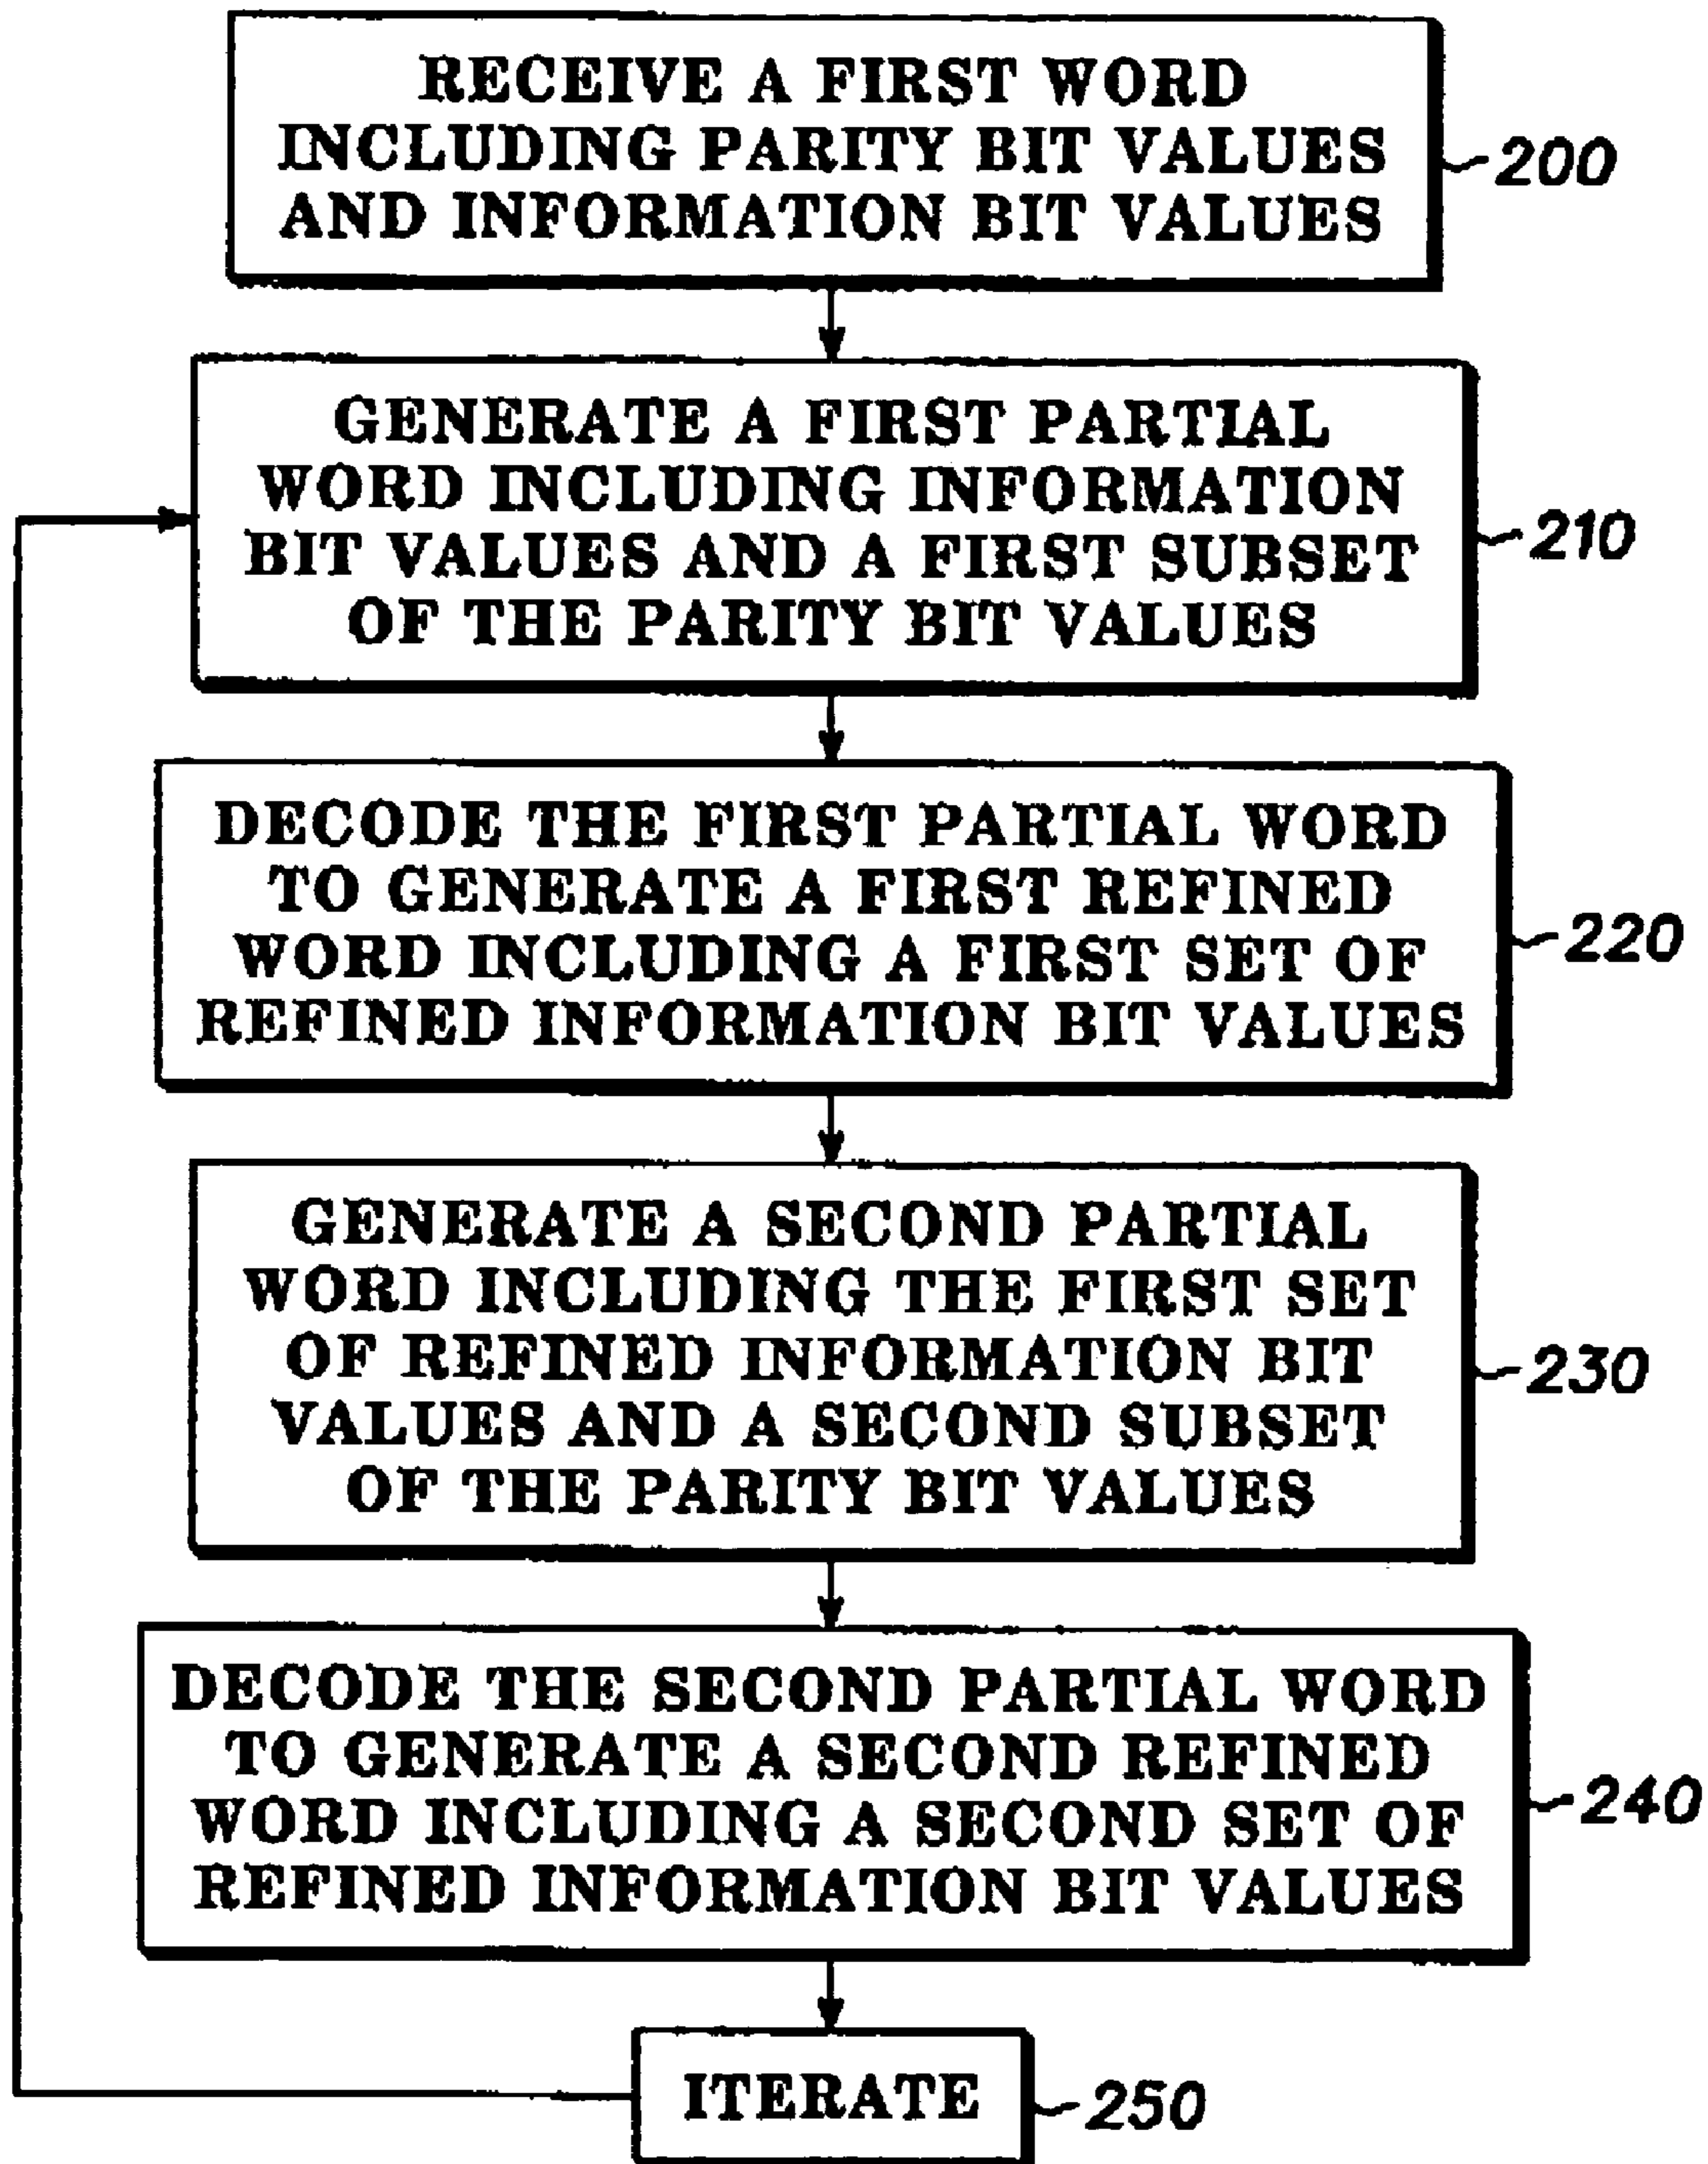 RECEIVE A FIRST WORD
INCLUDING PARITY BIT VALUES
AND INFORMATION BIT VALUES
200
GENERATE A FIRST PARTIAL
WORD INCLUDING INFORMATION
BIT VALUES AND A FIRST SUBSET
OF THE PARITY BIT VALUES
210
DECODE THE FIRST PARTIAL WORD
TO GENERATE A FIRST REFINED
WORD INCLUDING A FIRST SET OF
REFINED INFORMATION BIT VALUES
220
GENERATE A SECOND PARTIAL
WORD INCLUDING THE FIRST SET
OF REFINED INFORMATION BIT
VALUES AND A SECOND SUBSET
OF THE PARITY BIT VALUES
230
DECODE THE SECOND PARTIAL WORD
TO GENERATE A SECOND REFINED
WORD INCLUDING A SECOND SET OF
REFINED INFORMATION BIT VALUES
240
ITERATE
250